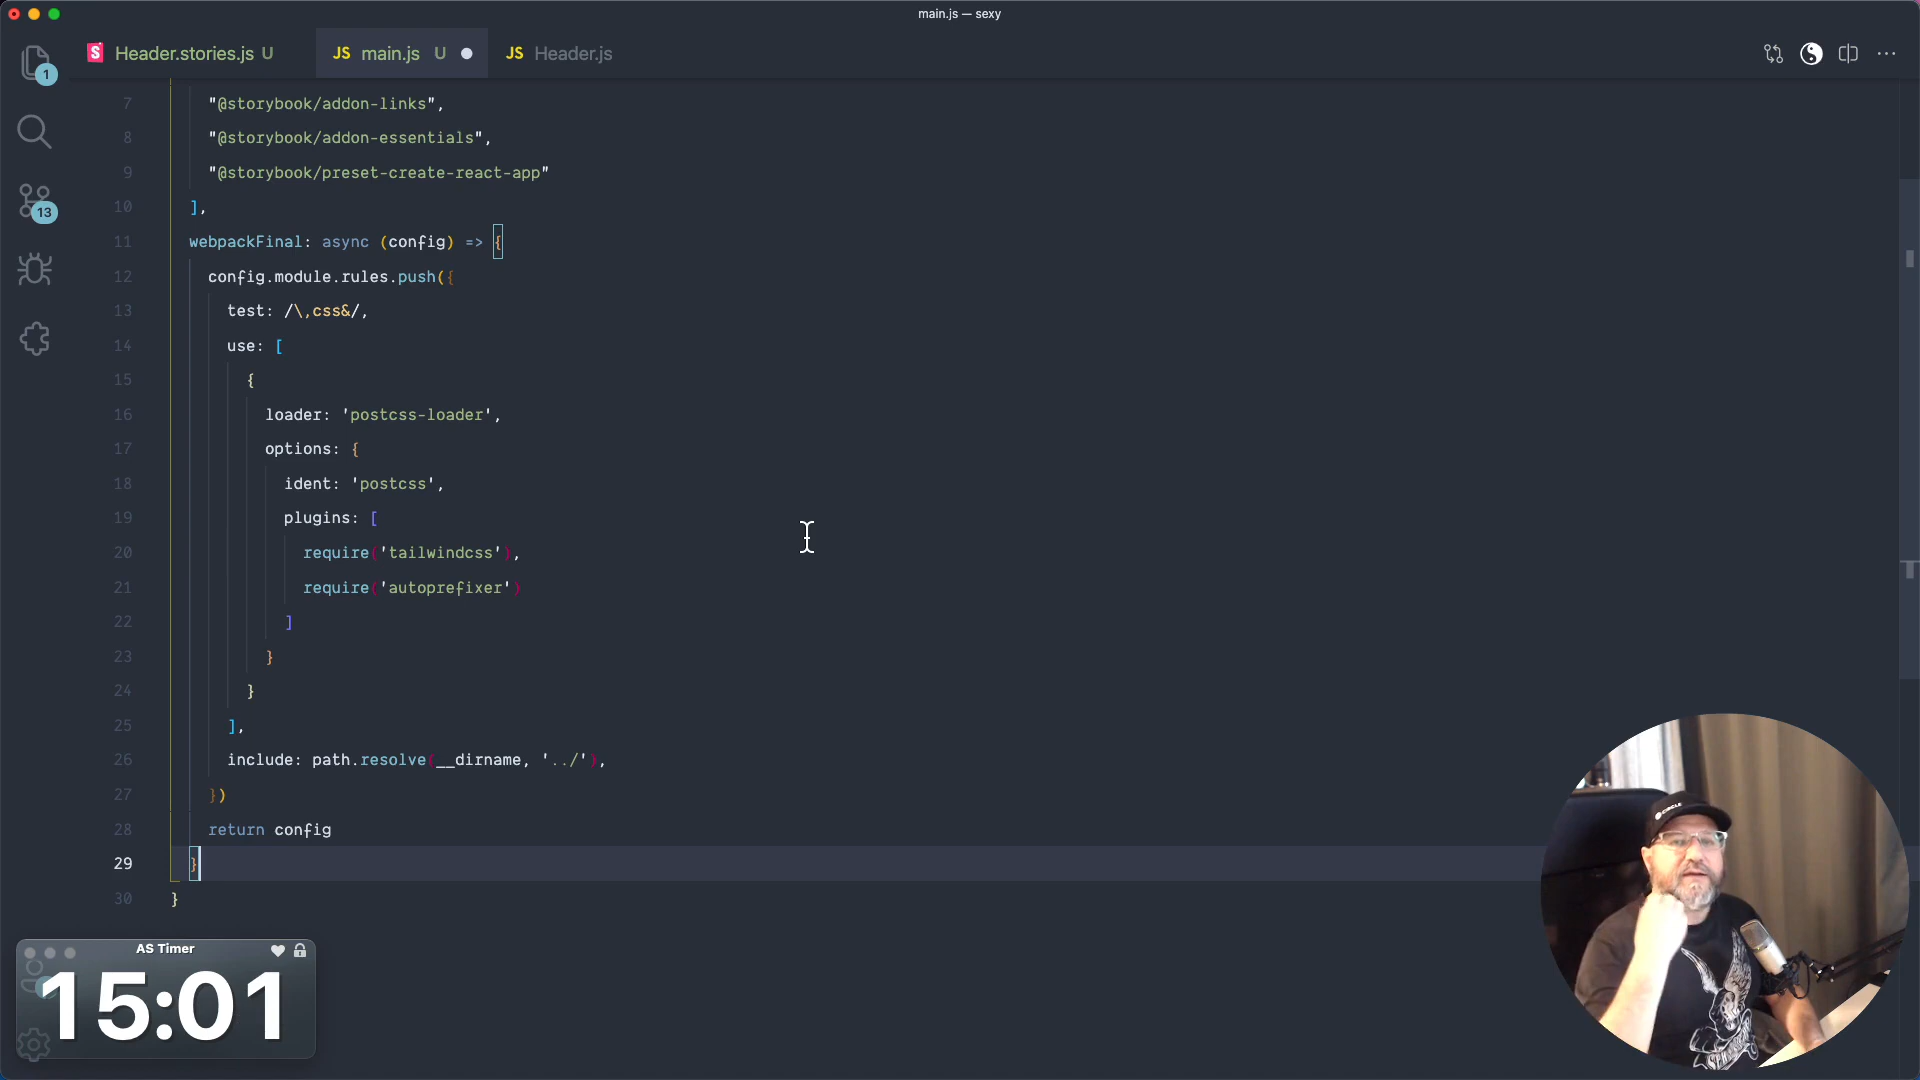 main.js — sexy
Header.stories.js U
JS main.js U
JS Header.js
1
13
7 "@storybook/addon-links",
8 "@storybook/addon-essentials",
9 "@storybook/preset-create-react-app"
10 ],
11 webpackFinal: async (config) => {
12 config.module.rules.push({
13 test: /\,css&/,
14 use: [
15 {
16 loader: 'postcss-loader',
17 options: {
18 ident: 'postcss',
19 plugins: [
20 require('tailwindcss'),
21 require('autoprefixer')
22 ]
23 }
24 }
25 ],
26 include: path.resolve(__dirname, '../'),
27 })
28 return config
29 }
30 }
AS Timer
15:01
CIRCLE